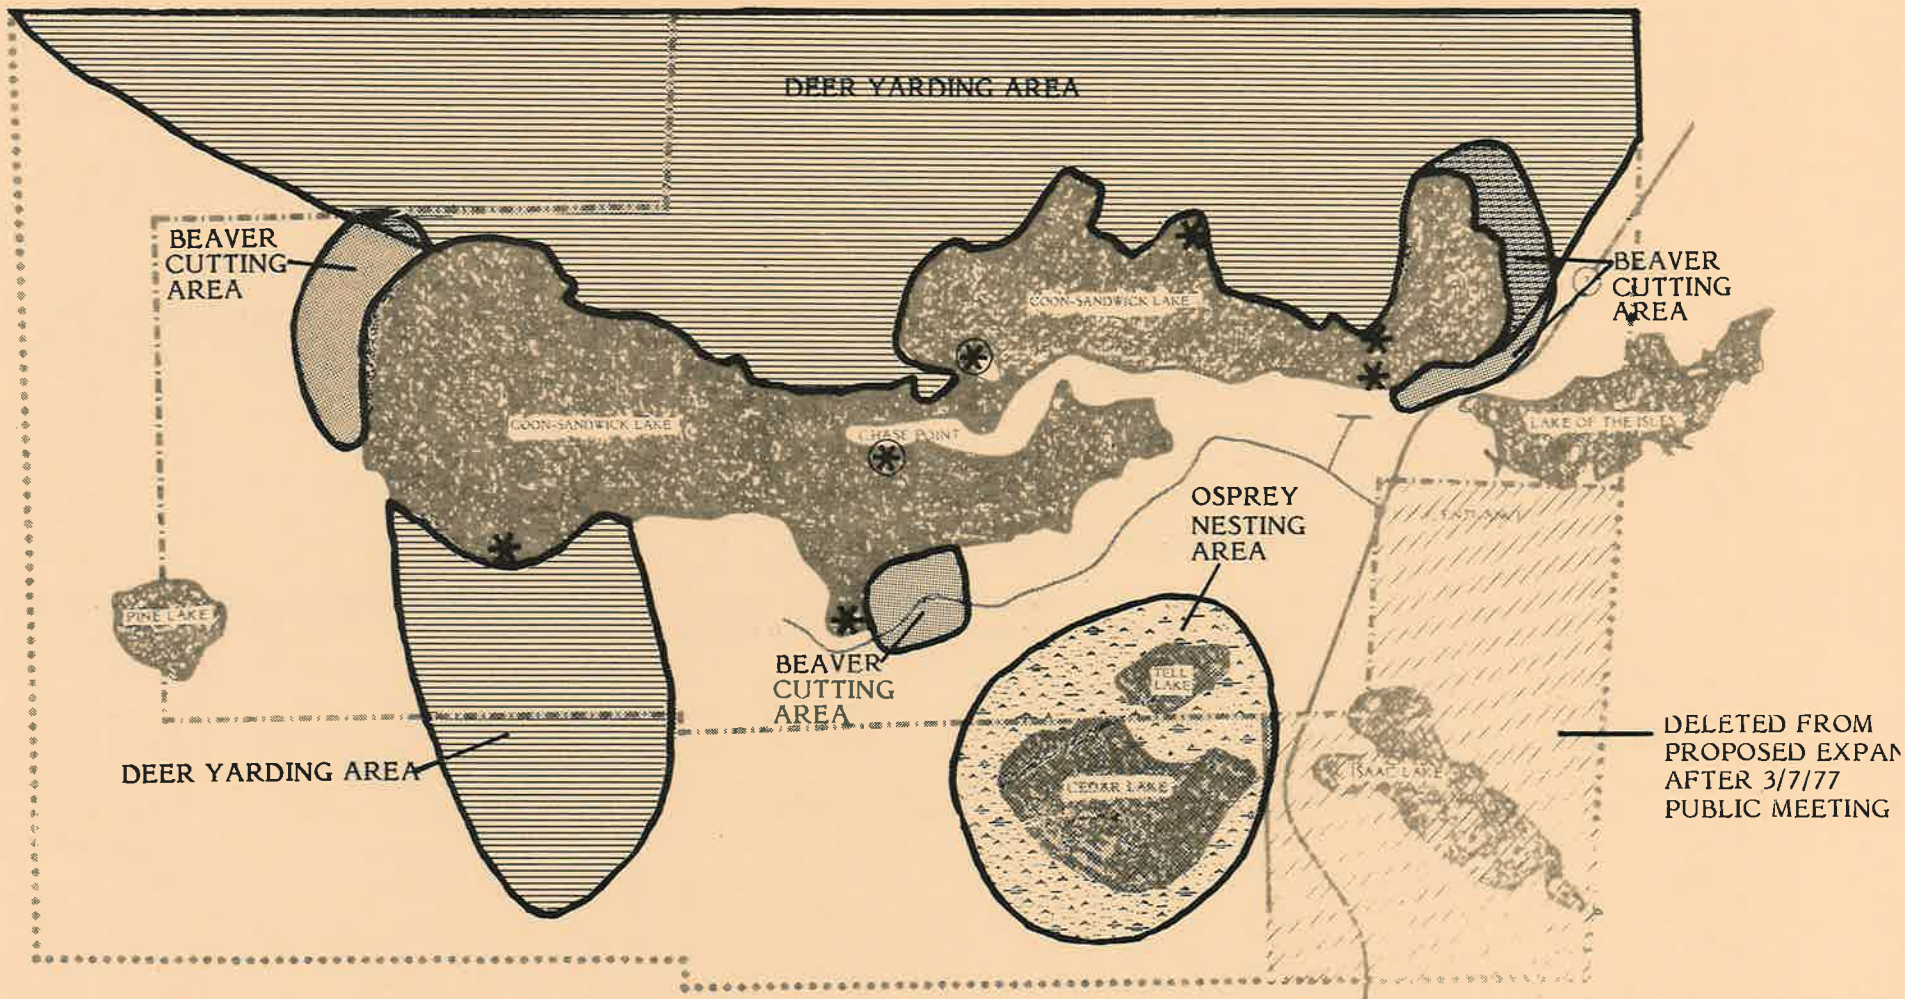 DEER YARDING AREA
BEAVER
CUTTING
AREA
BEAVER
CUTTING
AREA
COON-SANDWICK LAKE
COON-SANDWICK LAKE
CHASE POINT
LAKE OF THE ISLES
OSPREY
NESTING
AREA
PINE LAKE
BEAVER
CUTTING
AREA
TELL
LAKE
DEER YARDING AREA
CEDAR LAKE
ISAAC LAKE
DELETED FROM
PROPOSED EXPAN
AFTER 3/7/77
PUBLIC MEETING